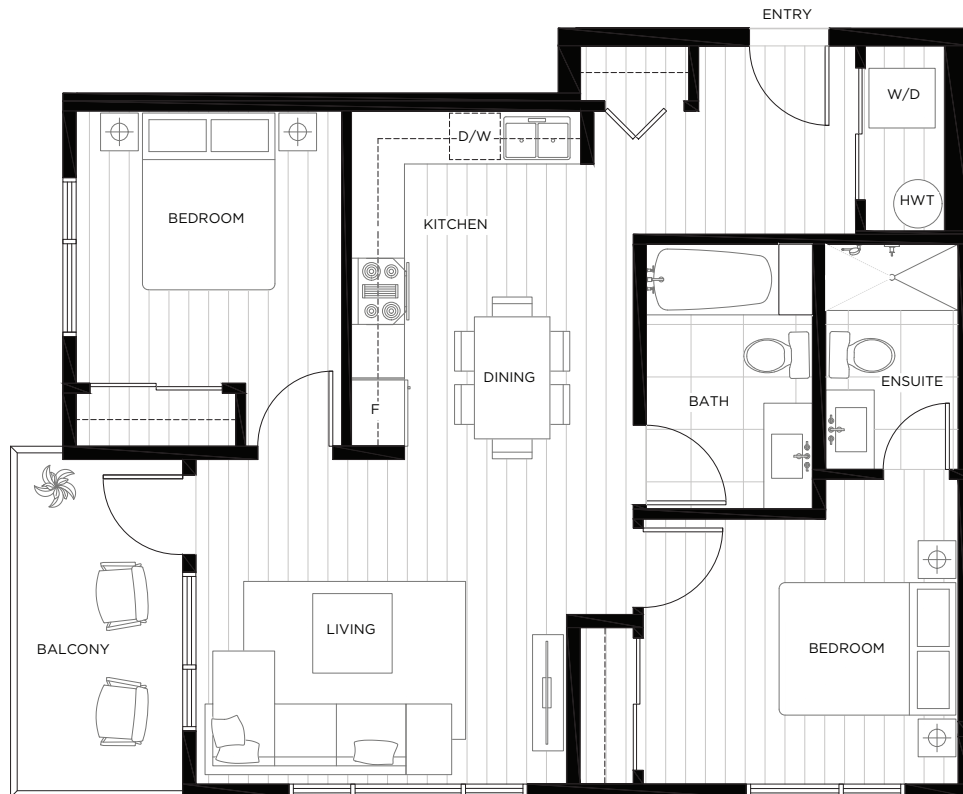 ENTRY
W/D
D/W
HWT
BEDROOM
KITCHEN
DINING
ENSUITE
BATH
F
LIVING
BALCONY
BEDROOM